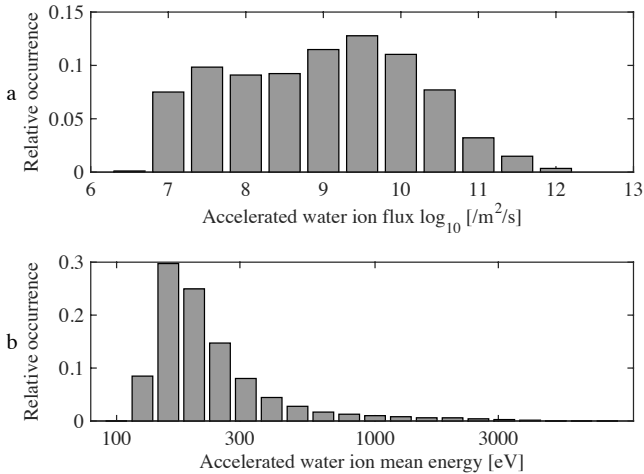 0.15
0.1
0.05
0
Relative occurrence
a
6 7 8 9 10 11 12 13
Accelerated water ion flux log10 [/m2/s]
0.3
0.2
0.1
0
Relative occurrence
b
100 300 1000 3000
Accelerated water ion mean energy [eV]